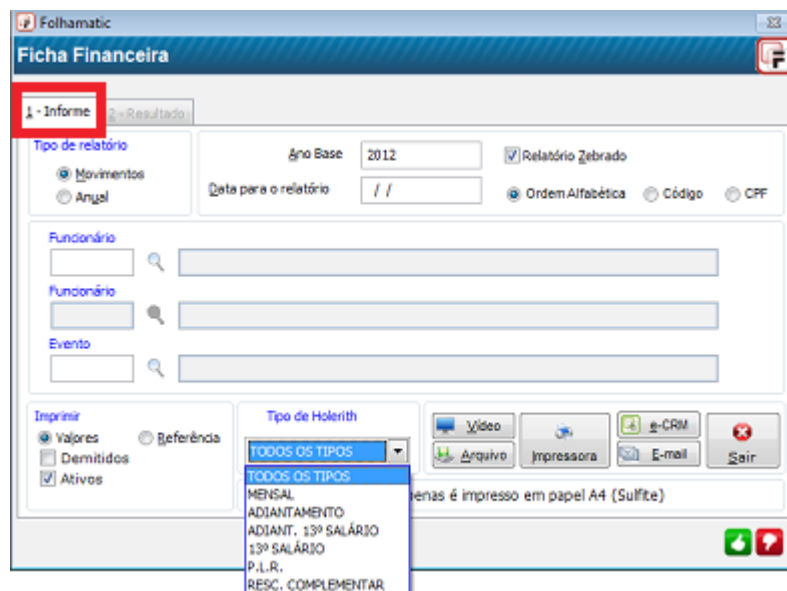 Folhamatic
Ficha Financeira
1 - Informe
2 - Resultado
Tipo de relatório
Movimentos
Anual
Ano Base 2012
Data para o relatório / /
Relatório Zebrado
Ordem Alfabética Código CPF
Funcionário
Funcionário
Evento
Imprimir
Valores Referência
Demitidos
Ativos
Tipo de Holerith
TODOS OS TIPOS
TODOS OS TIPOS
MENSAL
ADIANTAMENTO
ADIANT. 13º SALÁRIO
13º SALÁRIO
P.L.R.
RESC. COMPLEMENTAR
Vídeo
Arquivo
Impressora
e-CRM
E-mail
Sair
é impresso em papel A4 (Sulfite)